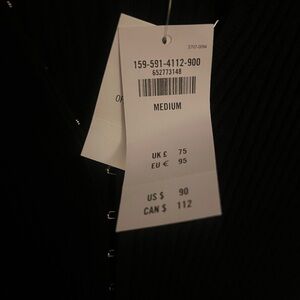 159-591-4112-900
652773148
MEDIUM
UK £ 75
EU € 95
US $ 90
CAN $ 112